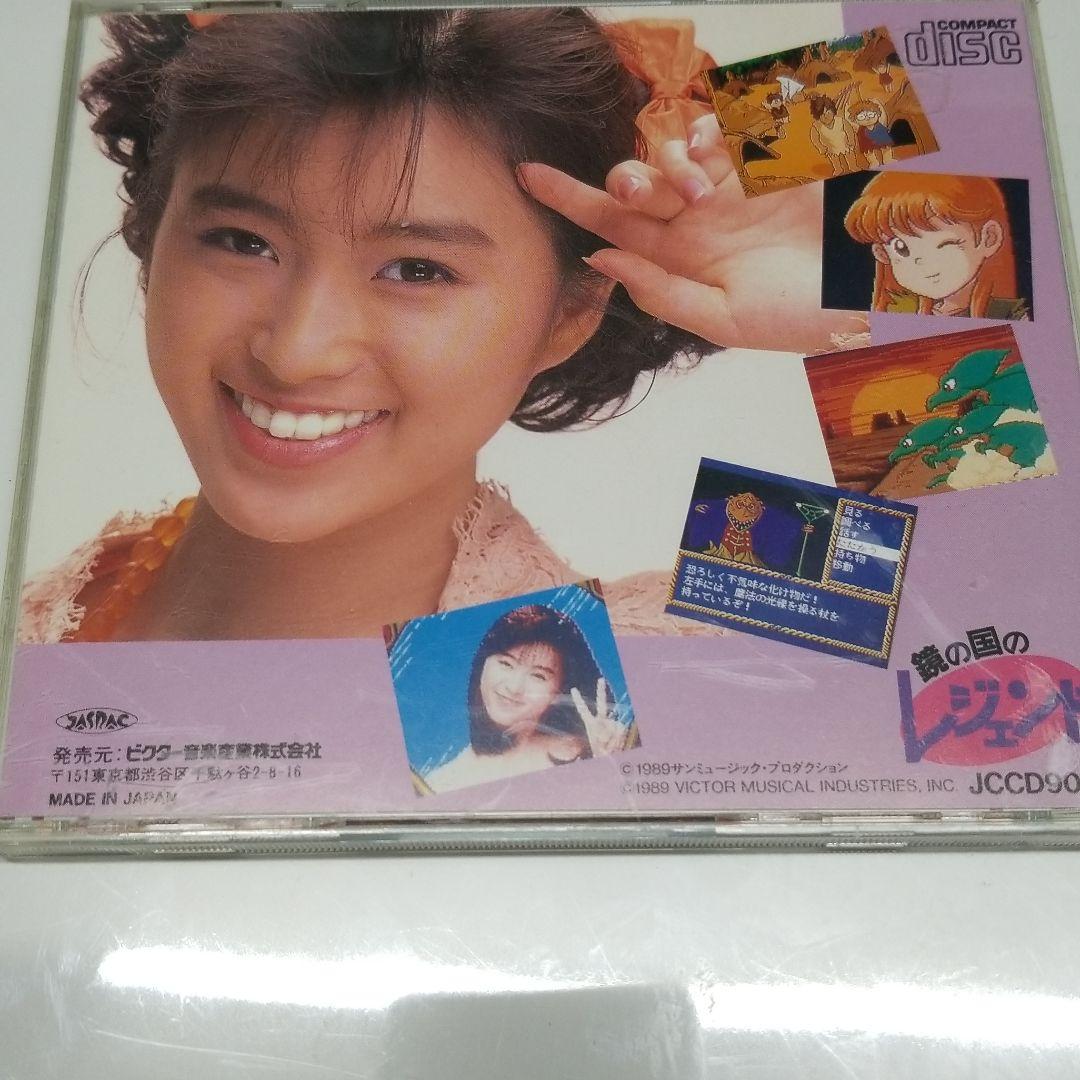 COMPACT
disc
見る
調べる
話す
たたかう
持ち物
移動
恐ろしく不気味な化け物だ！
左手には、魔法の光線を操る杖を
持っているぞ！
鏡の国の
レジェンド
JASRAC
発売元：ビクター音楽産業株式会社
〒151東京都渋谷区千駄ヶ谷2-8-16
MADE IN JAPAN
©1989サンミュージック・プロダクション
©1989 VICTOR MUSICAL INDUSTRIES, INC. JCCD90